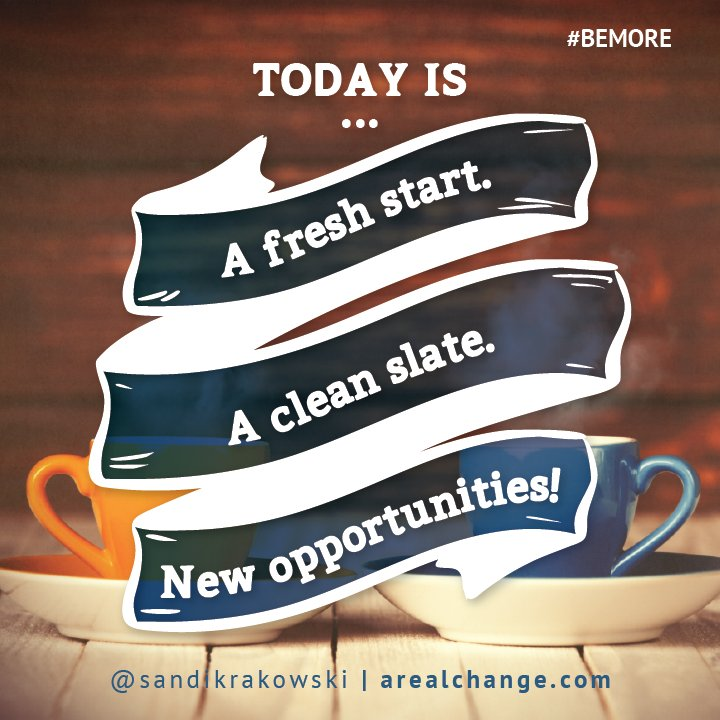 #BEMORE
TODAY IS
...
A fresh start.
A clean slate.
New opportunities!
@sandikrakowski | arealchange.com